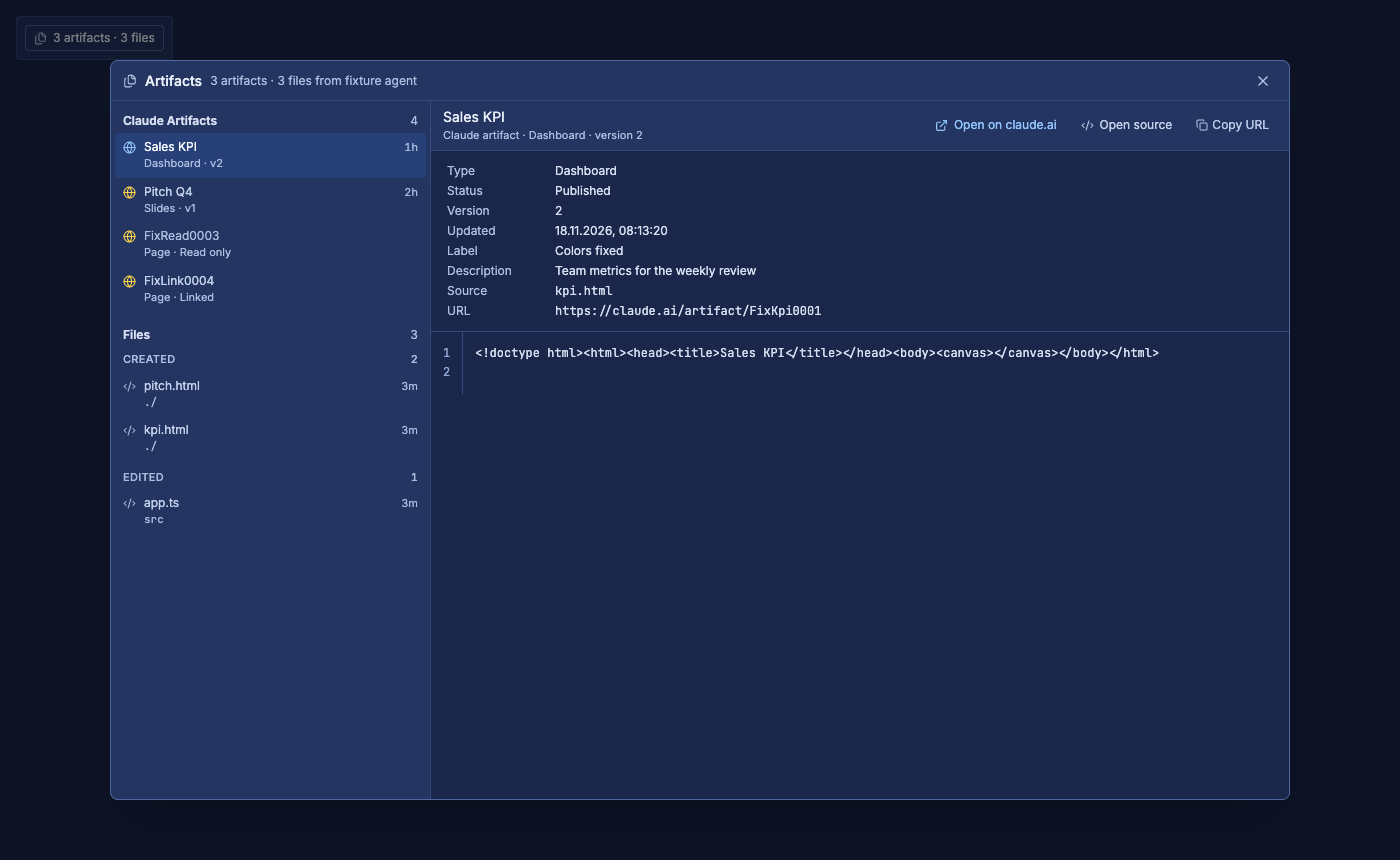 3 artifacts · 3 files
Artifacts 3 artifacts · 3 files from fixture agent
Claude Artifacts 4
Sales KPI 1h
Dashboard · v2
Pitch Q4 2h
Slides · v1
FixRead0003
Page · Read only
FixLink0004
Page · Linked
Files 3
CREATED 2
pitch.html 3m
./
kpi.html 3m
./
EDITED 1
app.ts 3m
src
Sales KPI
Claude artifact · Dashboard · version 2
Open on claude.ai
</> Open source
Copy URL
Type Dashboard
Status Published
Version 2
Updated 18.11.2026, 08:13:20
Label Colors fixed
Description Team metrics for the weekly review
Source kpi.html
URL https://claude.ai/artifact/FixKpi0001
1 <!doctype html><html><head><title>Sales KPI</title></head><body><canvas></canvas></body></html>
2